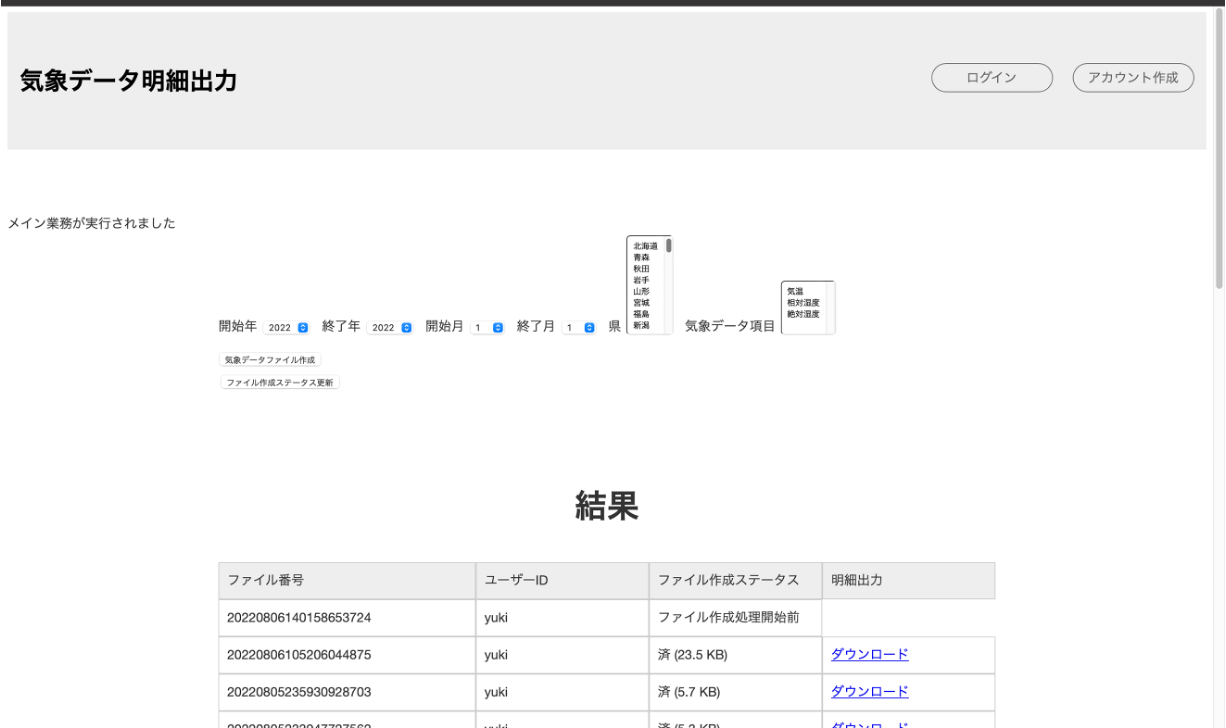 気象データ明細出力
ログイン
アカウント作成
メイン業務が実行されました
開始年 2022 終了年 2022 開始月 1 終了月 1 県
北海道
青森
秋田
岩手
山形
宮城
福島
新潟
気象データ項目
気温
相対湿度
絶対湿度
気象データファイル作成
ファイル作成ステータス更新
結果
ファイル番号 ユーザーID ファイル作成ステータス 明細出力
20220806140158653724 yuki ファイル作成処理開始前
20220806105206044875 yuki 済 (23.5 KB) ダウンロード
20220805235930928703 yuki 済 (5.7 KB) ダウンロード